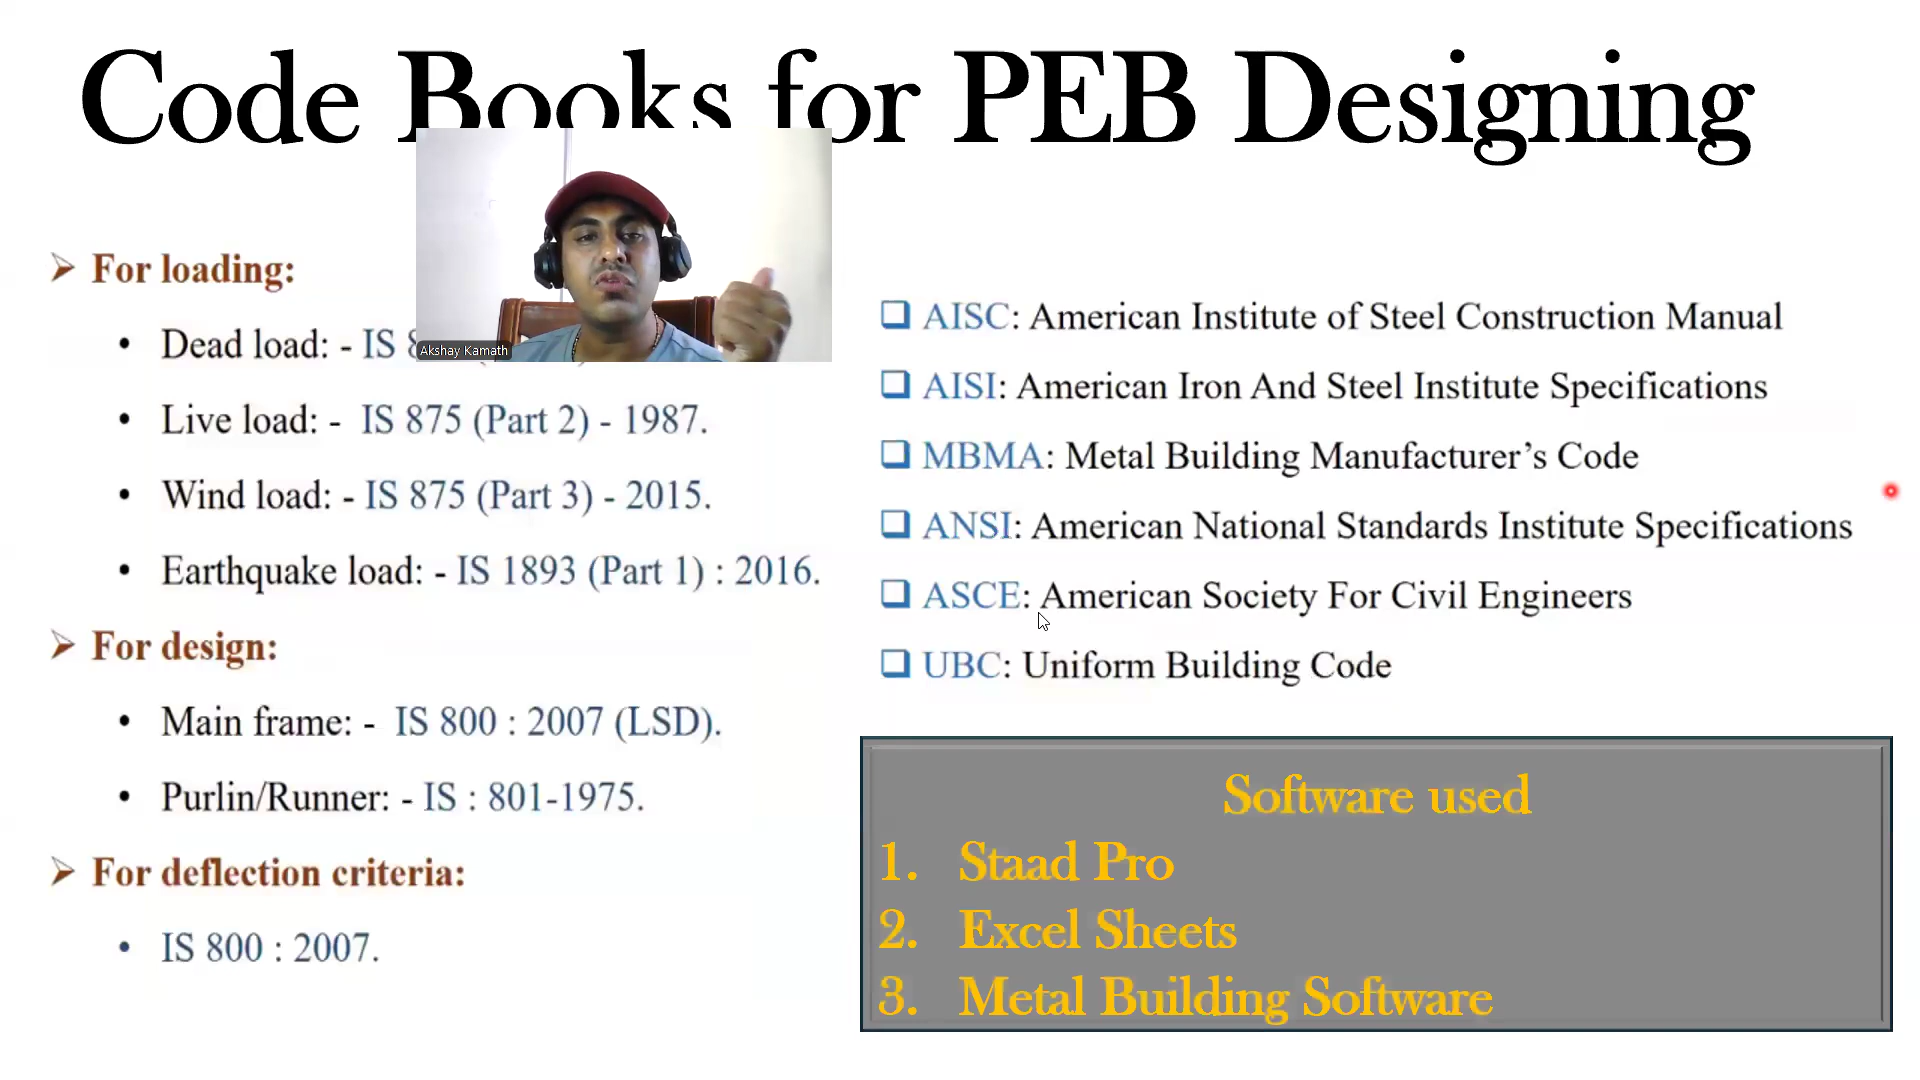 Code Books for PEB Designing
For loading:
Dead load: - IS
Live load: - IS 875 (Part 2) - 1987.
Wind load: - IS 875 (Part 3) - 2015.
Earthquake load: - IS 1893 (Part 1) : 2016.
For design:
Main frame: - IS 800 : 2007 (LSD).
Purlin/Runner: - IS : 801-1975.
For deflection criteria:
IS 800 : 2007.
Akshay Kamath
AISC: American Institute of Steel Construction Manual
AISI: American Iron And Steel Institute Specifications
MBMA: Metal Building Manufacturer’s Code
ANSI: American National Standards Institute Specifications
ASCE: American Society For Civil Engineers
UBC: Uniform Building Code
Software used
1. Staad Pro
2. Excel Sheets
3. Metal Building Software